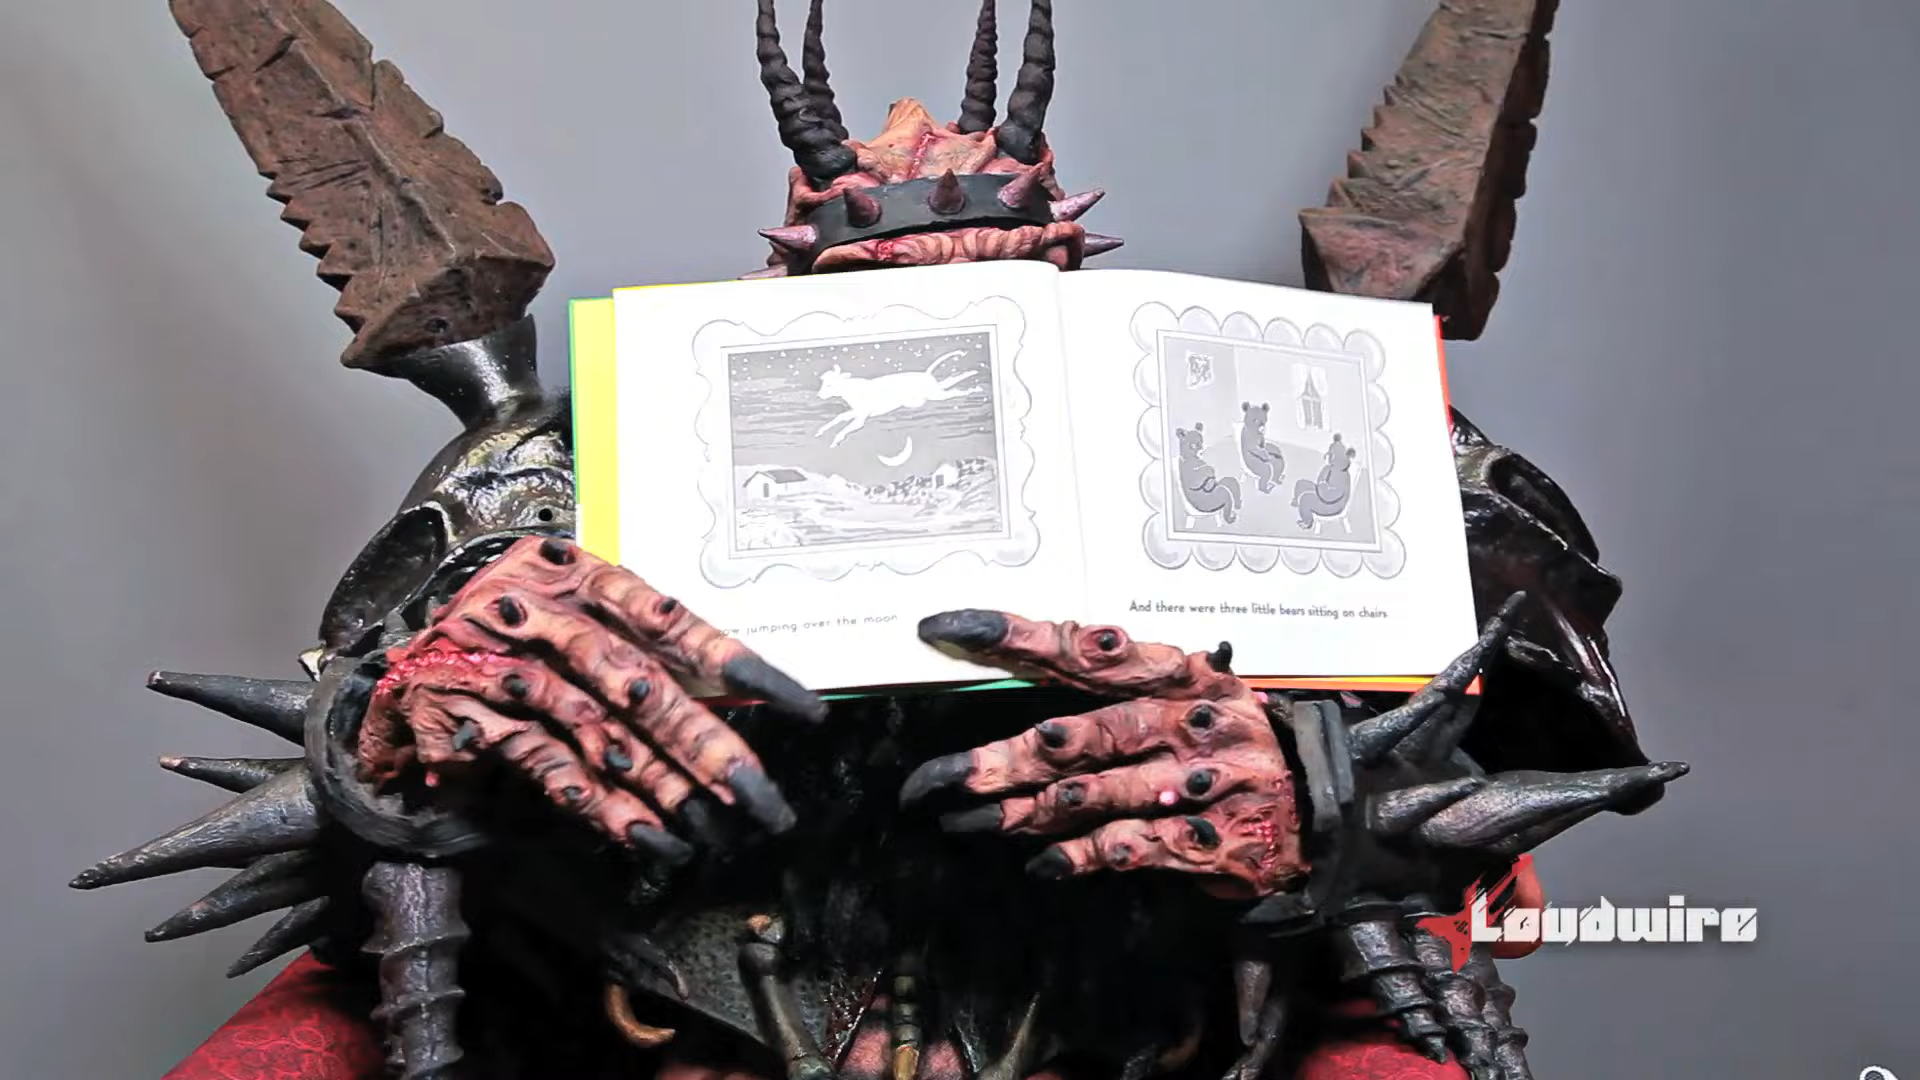 jumping over the moon
And there were three little bears sitting on chairs
Loudwire